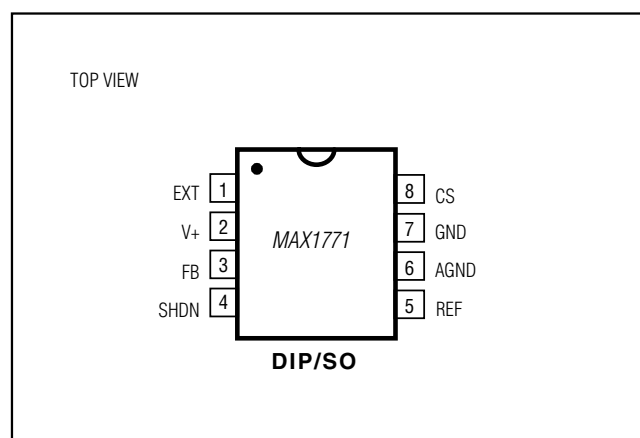 TOP VIEW
EXT 1
V+ 2
FB 3
SHDN 4
MAX1771
8 CS
7 GND
6 AGND
5 REF
DIP/SO